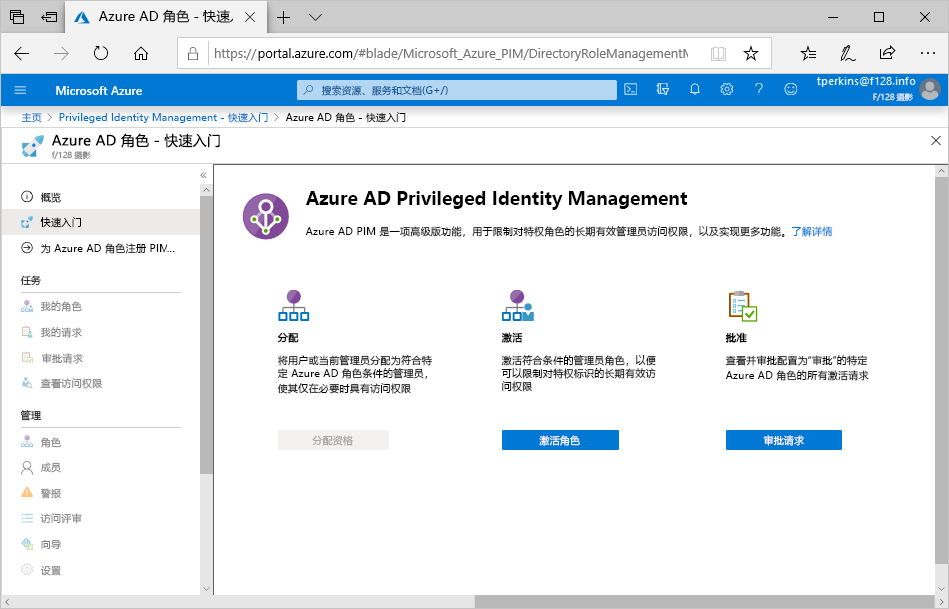 Azure AD 角色 - 快速入
https://portal.azure.com/#blade/Microsoft_Azure_PIM/DirectoryRoleManagementM
Microsoft Azure
搜索资源、服务和文档(G+/)
tperkins@f128.info
F/128 摄影
主页 > Privileged Identity Management - 快速入门 > Azure AD 角色 - 快速入门
Azure AD 角色 - 快速入门
f/128 摄影
概览
快速入门
为 Azure AD 角色注册 PIM...
任务
我的角色
我的请求
审批请求
查看访问权限
管理
角色
成员
警报
访问评审
向导
设置
Azure AD Privileged Identity Management
Azure AD PIM 是一项高级版功能，用于限制对特权角色的长期有效管理员访问权限，以及实现更多功能。了解详情
分配
将用户或当前管理员分配为符合特
定 Azure AD 角色条件的管理员，
使其仅在必要时具有访问权限
分配资格
激活
激活符合条件的管理员角色，以便
可以限制对特权标识的长期有效访
问权限
激活角色
批准
查看并审批配置为“审批”的特定
Azure AD 角色的所有激活请求
审批请求